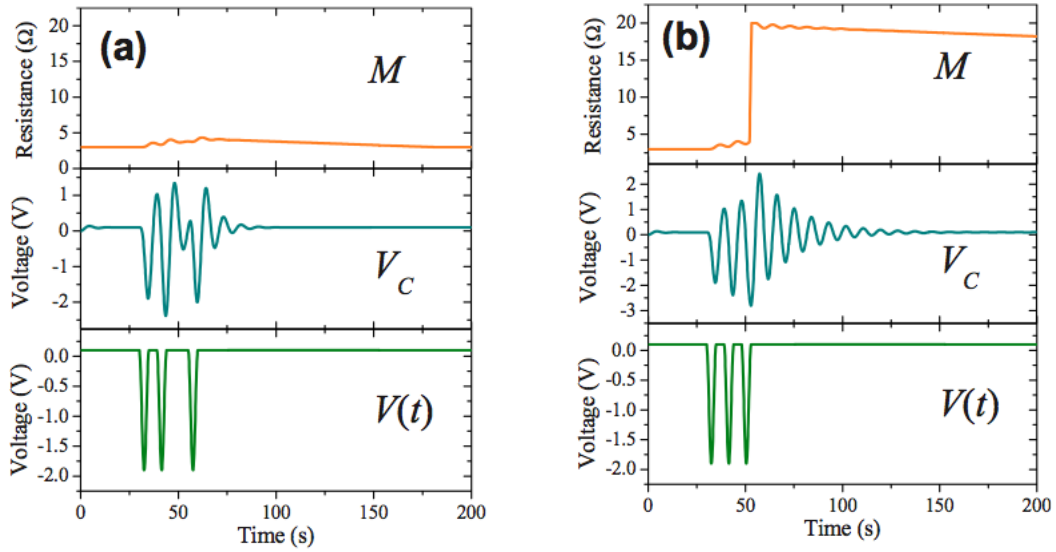 (a)
Resistance (Ω)
20
15
10
5
0
M
Voltage (V)
1
0
-1
-2
V_C
Voltage (V)
0.0
-0.5
-1.0
-1.5
-2.0
V(t)
0 50 100 150 200
Time (s)
(b)
Resistance (Ω)
20
15
10
5
M
Voltage (V)
2
1
0
-1
-2
-3
V_C
Voltage (V)
0.0
-0.5
-1.0
-1.5
-2.0
V(t)
0 50 100 150 200
Time (s)